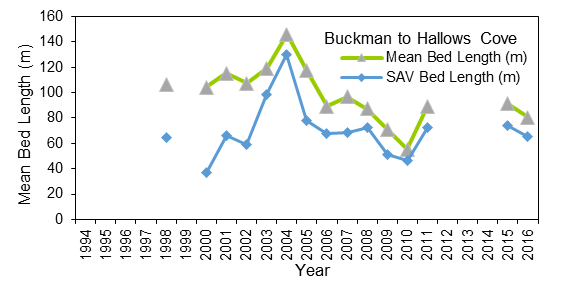 Buckman to Hallows Cove
Mean Bed Length (m)
SAV Bed Length (m)
Mean Bed Length (m)
160
140
120
100
80
60
40
20
0
1994 1995 1996 1997 1998 1999 2000 2001 2002 2003 2004 2005 2006 2007 2008 2009 2010 2011 2012 2013 2014 2015 2016
Year